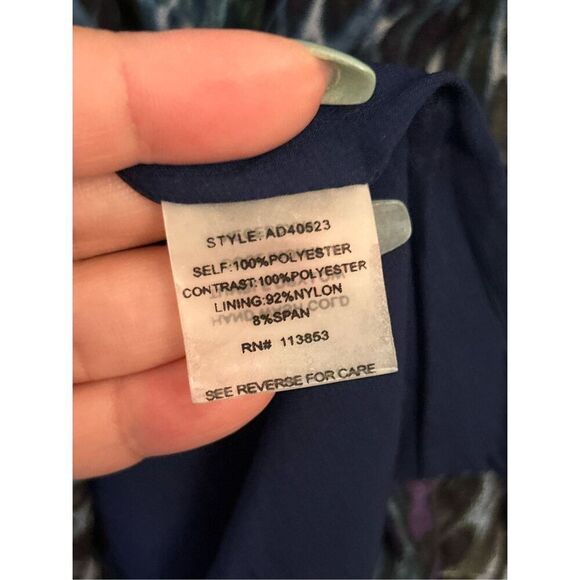 STYLE: AD40523
SELF:100%POLYESTER
CONTRAST:100%POLYESTER
LINING:92%NYLON
8%SPAN
RN# 113853
SEE REVERSE FOR CARE